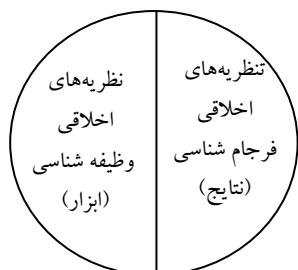 تنظریه‌های
اخلاقی
فرجام شناسی
(نتایج)
نظریه‌های
اخلاقی
وظیفه شناسی
(ابزار)